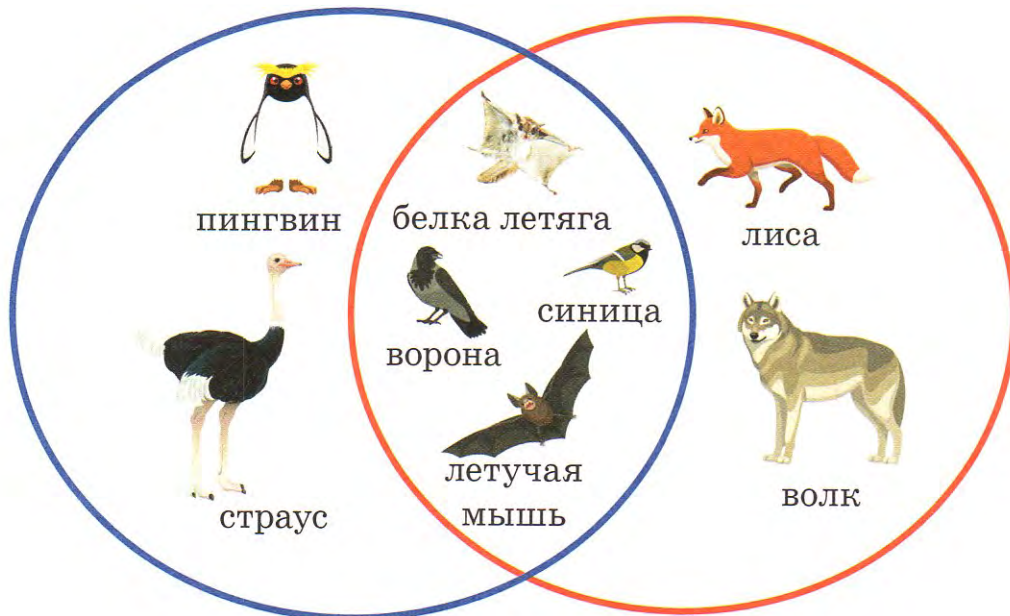 пингвин
белка летяга
лиса
синица
ворона
летучая
мышь
страус
волк